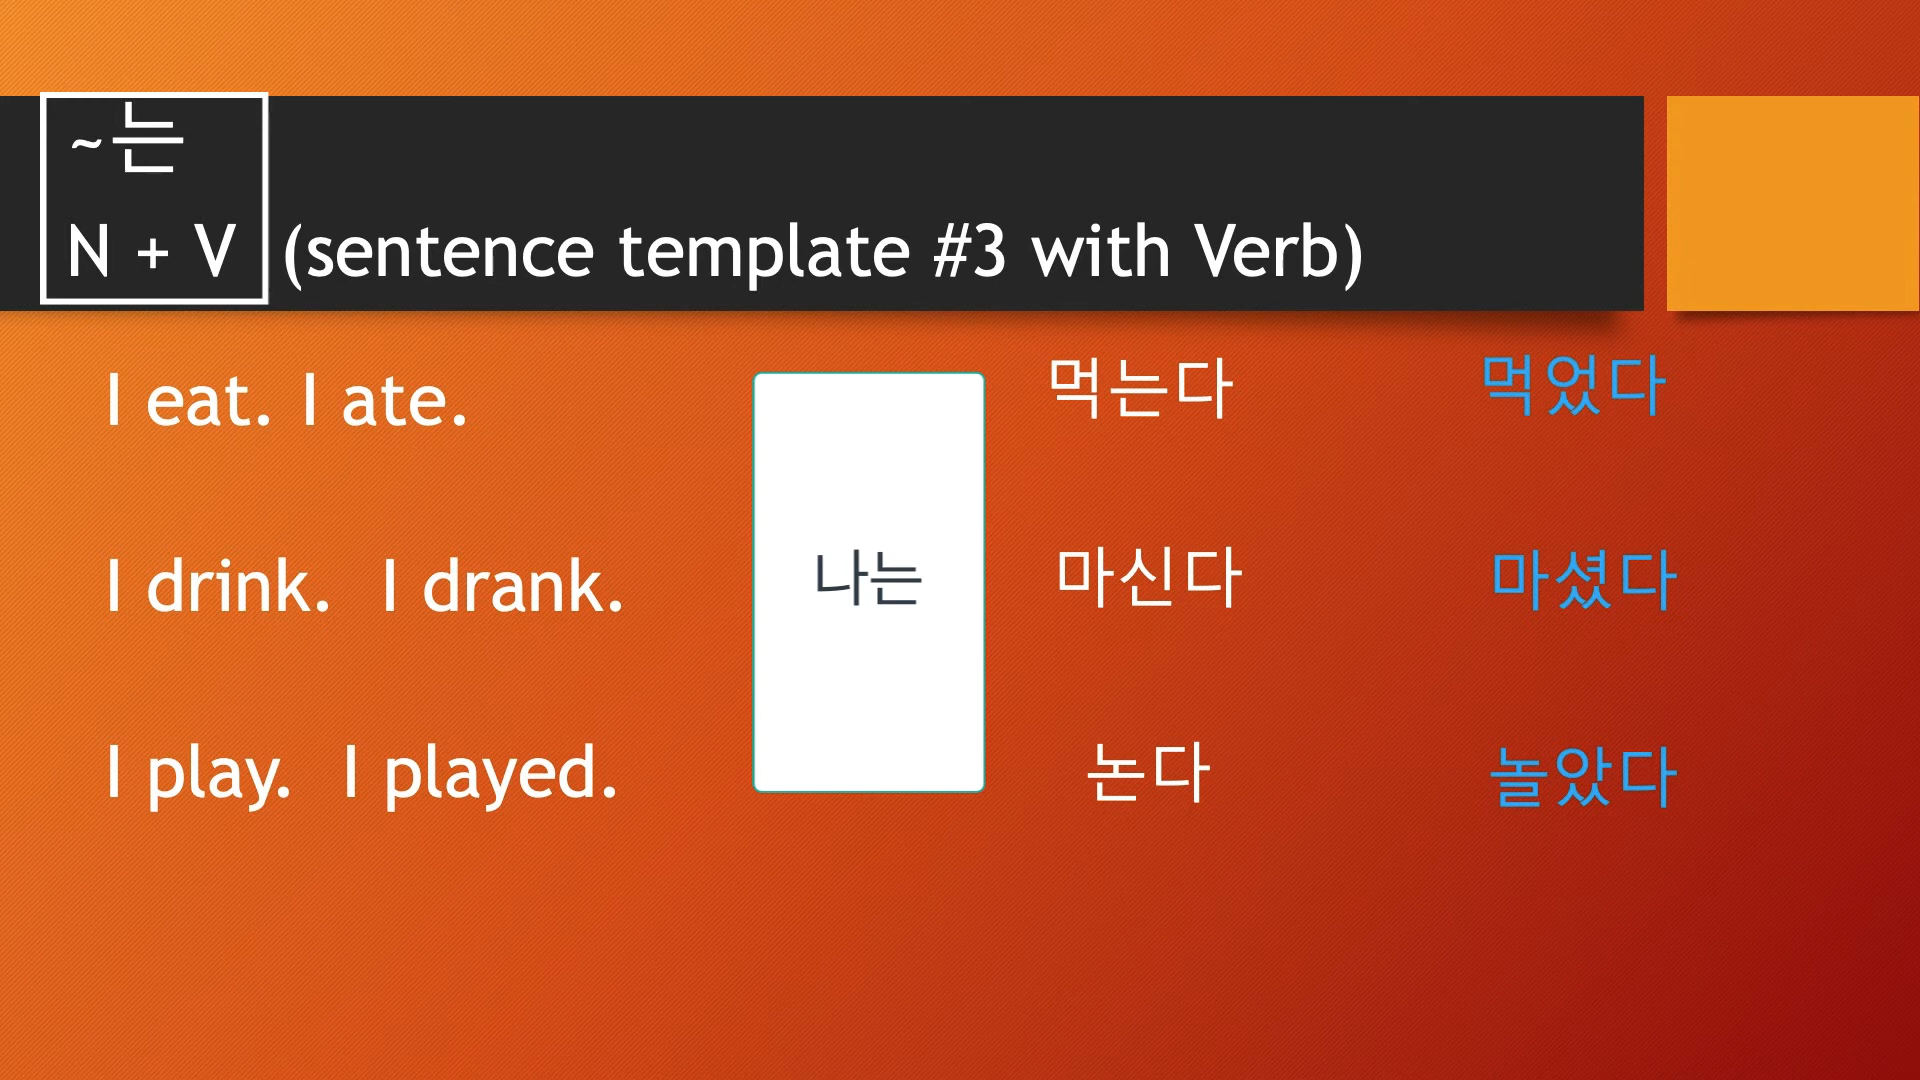 ~는
N + V (sentence template #3 with Verb)
I eat. I ate. 먹는다 먹었다
I drink. I drank. 나는 마신다 마셨다
I play. I played. 논다 놀았다